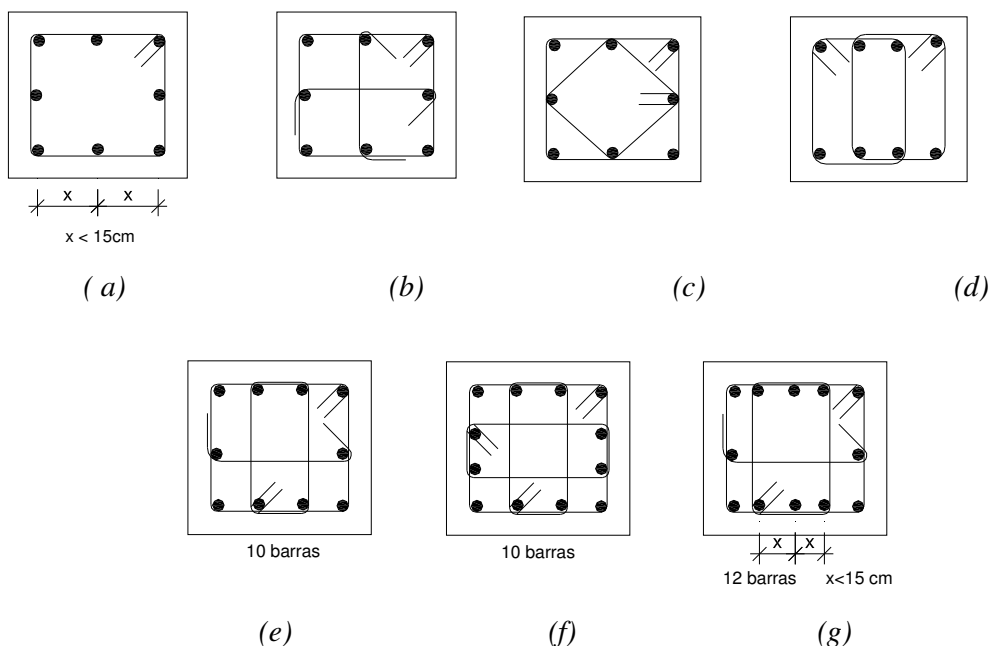 x x
x < 15cm
( a) (b) (c) (d)
10 barras 10 barras
x x
12 barras x<15 cm
(e) (f) (g)